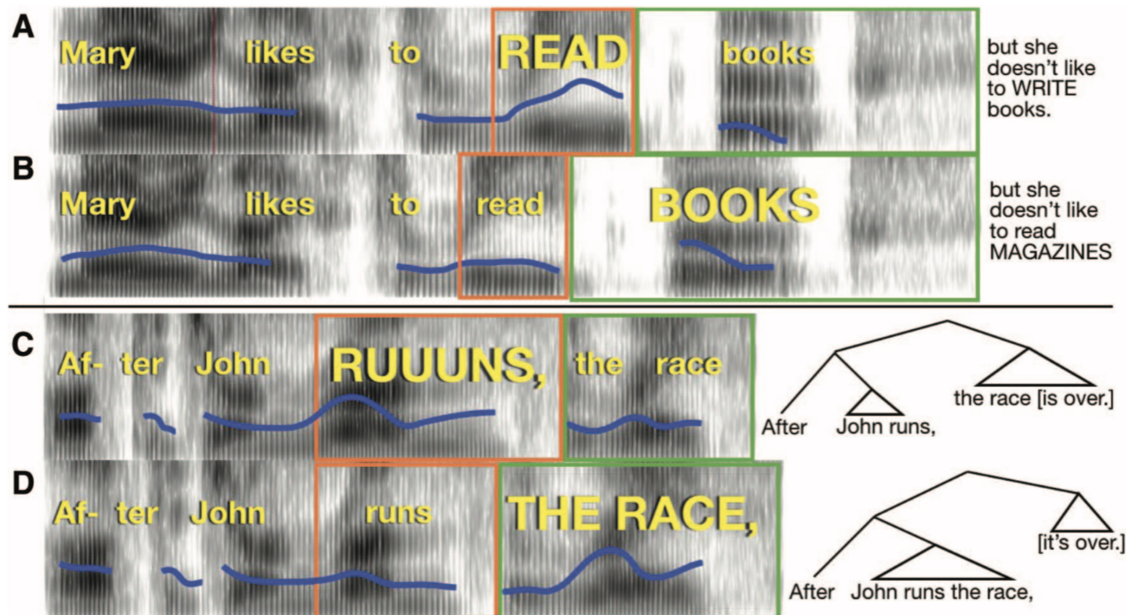 A
Mary likes to READ books
but she
doesn't like
to WRITE
books.
B
Mary likes to read BOOKS
but she
doesn't like
to read
MAGAZINES
C
Af- ter John RUUUNS, the race
After John runs, the race [is over.]
D
Af- ter John runs THE RACE,
After John runs the race, [it's over.]